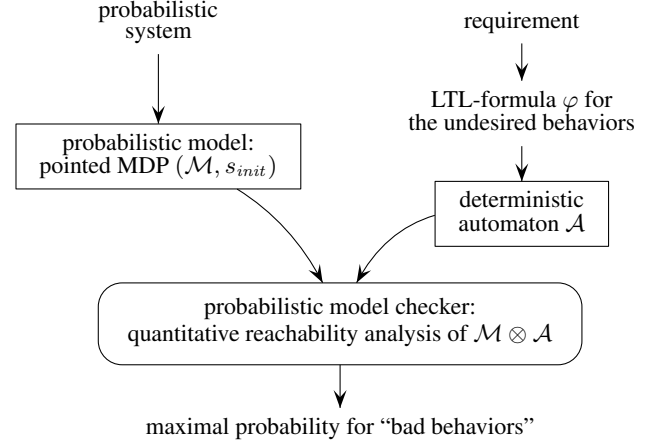 probabilistic
system
requirement
LTL-formula φ for
the undesired behaviors
probabilistic model:
pointed MDP (ℳ, s_init)
deterministic
automaton 𝒜
probabilistic model checker:
quantitative reachability analysis of ℳ ⊗ 𝒜
maximal probability for “bad behaviors”